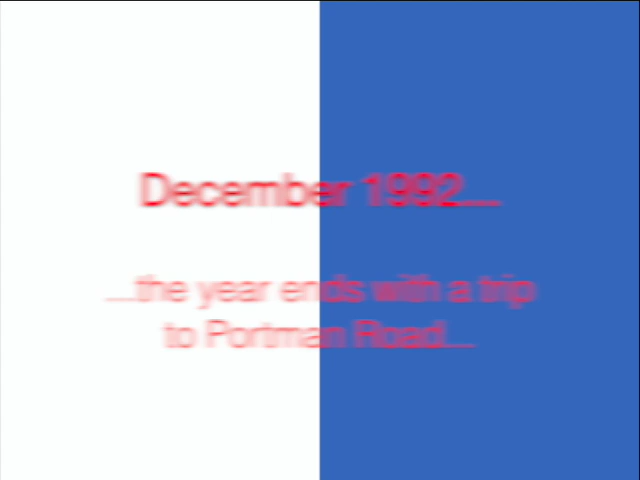 December 1992...
...the year ends with a trip
to Portman Road...